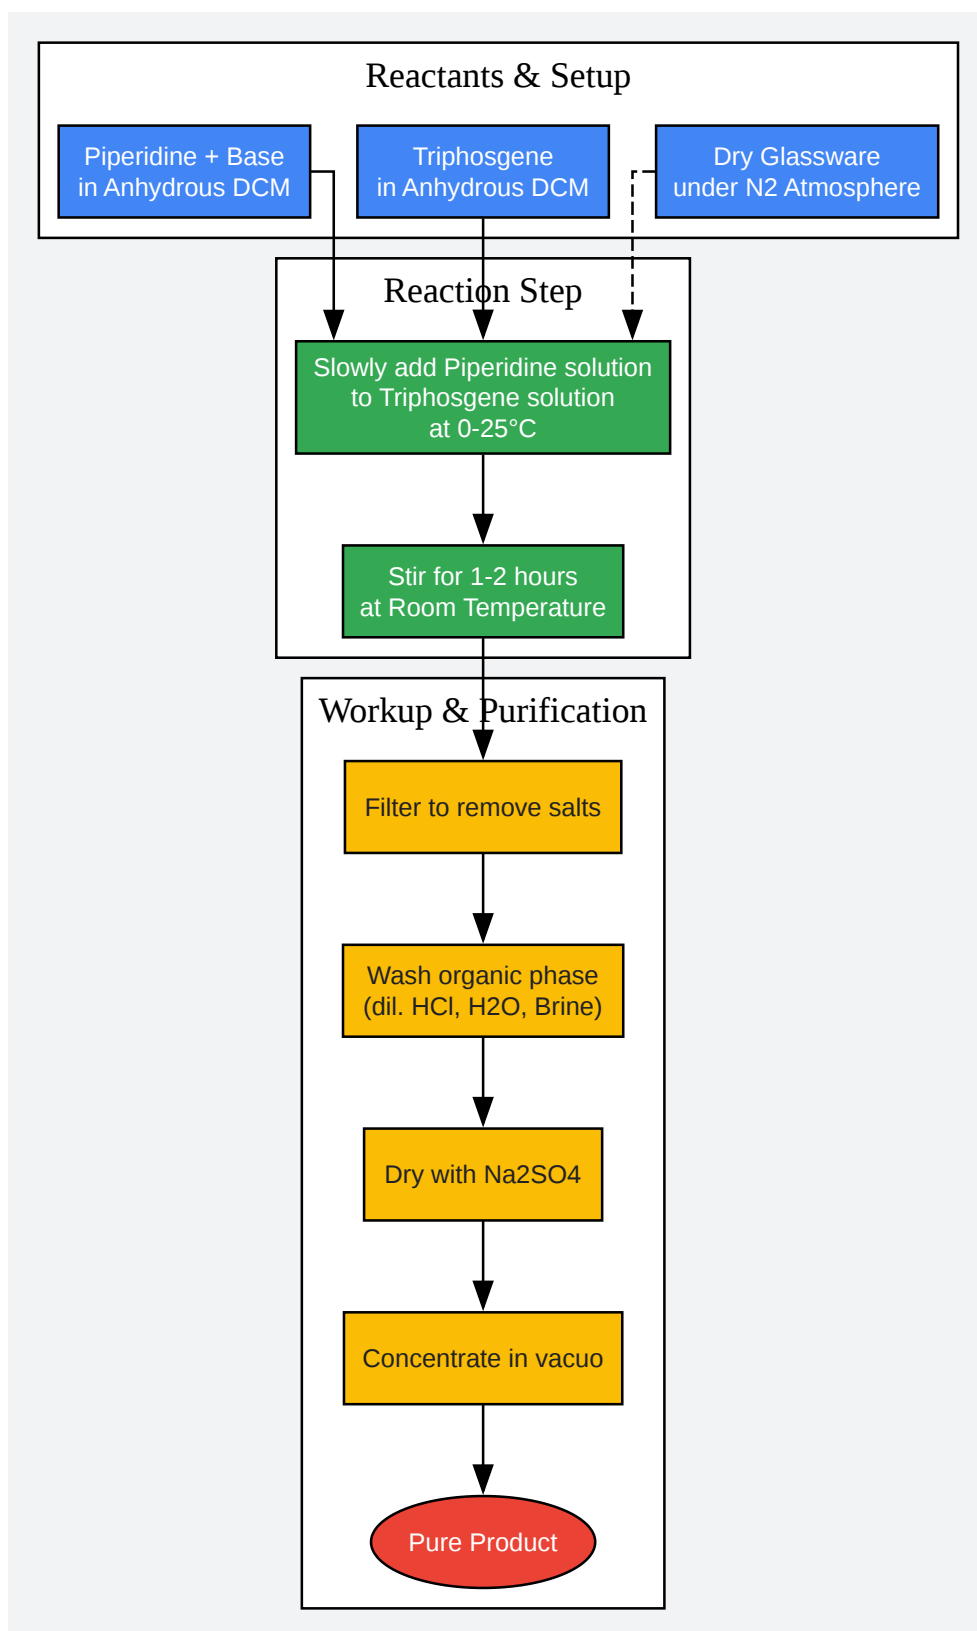 Reactants & Setup
Piperidine + Base
in Anhydrous DCM
Triphosgene
in Anhydrous DCM
Dry Glassware
under N2 Atmosphere
Reaction Step
Slowly add Piperidine solution
to Triphosgene solution
at 0-25°C
Stir for 1-2 hours
at Room Temperature
Workup & Purification
Filter to remove salts
Wash organic phase
(dil. HCl, H2O, Brine)
Dry with Na2SO4
Concentrate in vacuo
Pure Product